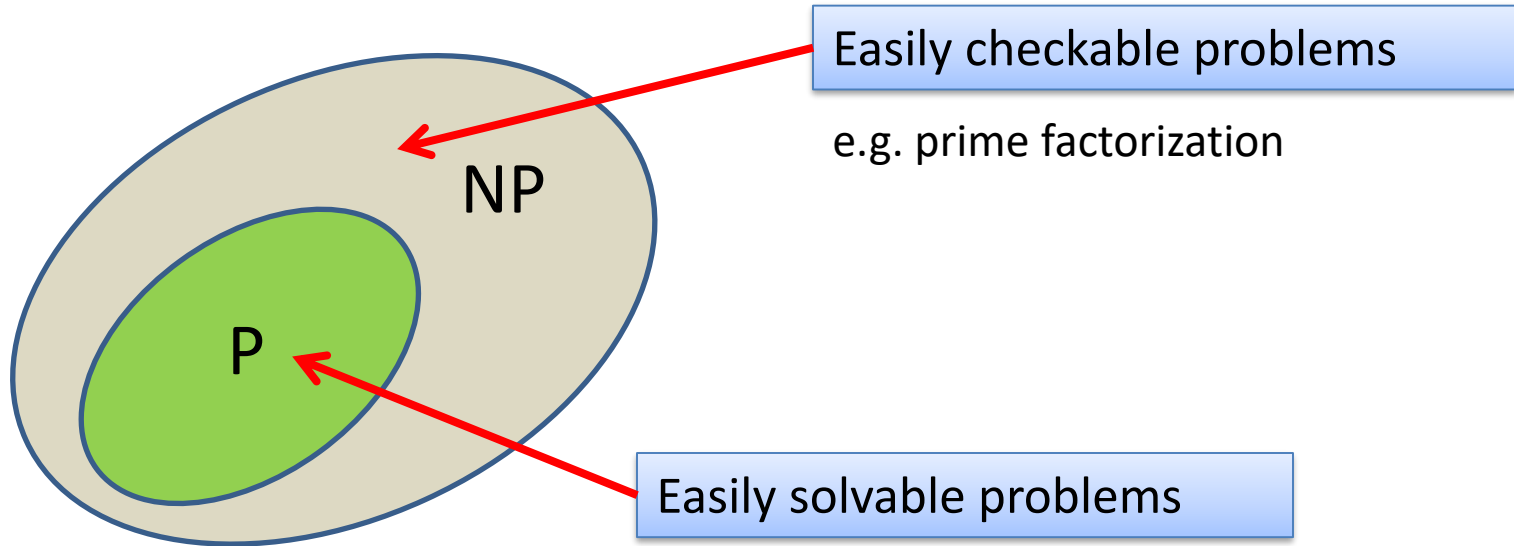 Easily checkable problems
e.g. prime factorization
NP
P
Easily solvable problems